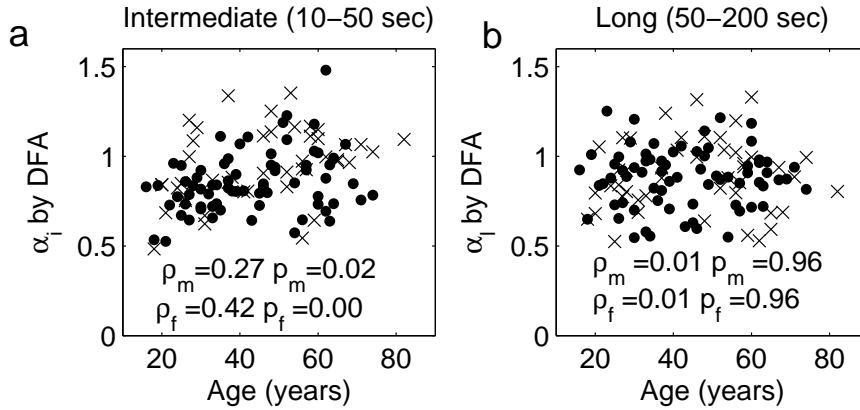 Intermediate (10−50 sec)
a
1.5
1
0.5
0
α_i by DFA
ρ_m=0.27 p_m=0.02
ρ_f=0.42 p_f=0.00
20 40 60 80
Age (years)
Long (50−200 sec)
b
1.5
1
0.5
0
α_l by DFA
ρ_m=0.01 p_m=0.96
ρ_f=0.01 p_f=0.96
20 40 60 80
Age (years)